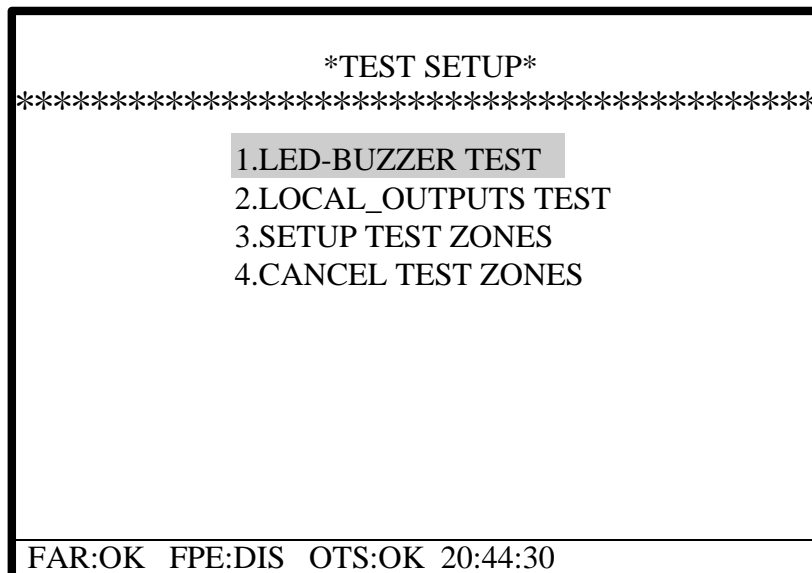 *TEST SETUP*
*******************************************
1.LED-BUZZER TEST
2.LOCAL_OUTPUTS TEST
3.SETUP TEST ZONES
4.CANCEL TEST ZONES
FAR:OK FPE:DIS OTS:OK 20:44:30